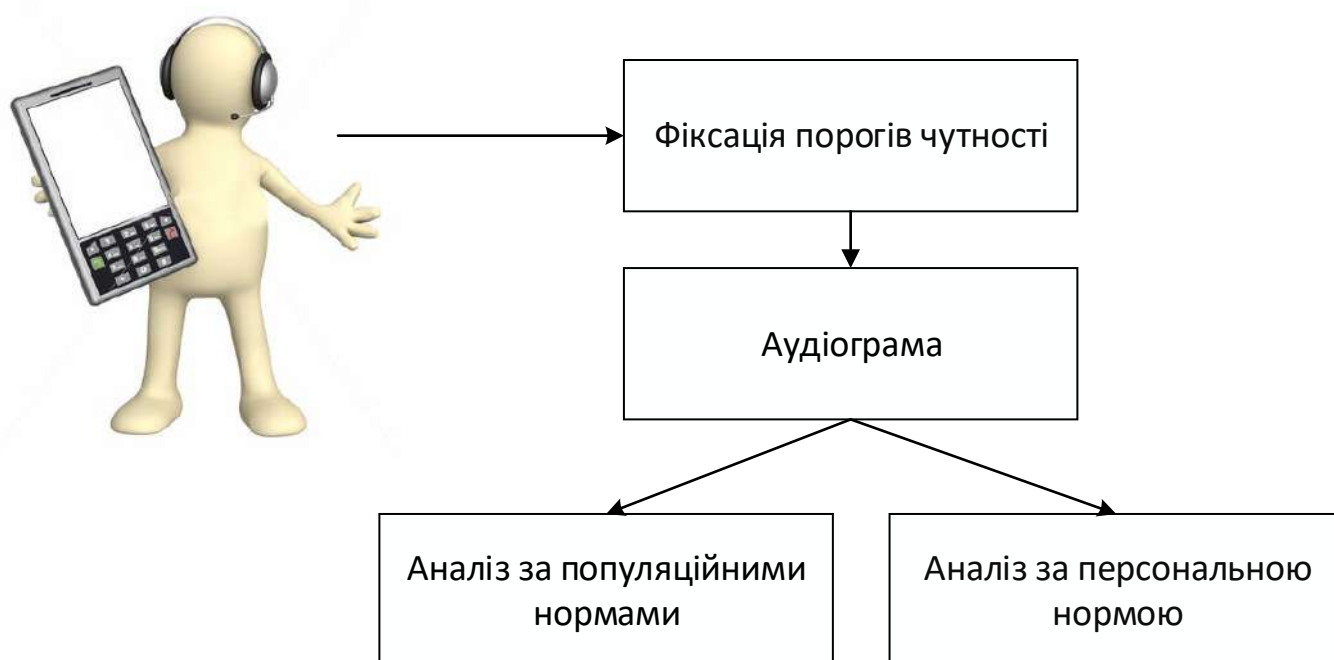 Фіксація порогів чутності
Аудіограма
Аналіз за популяційними
нормами
Аналіз за персональною
нормою